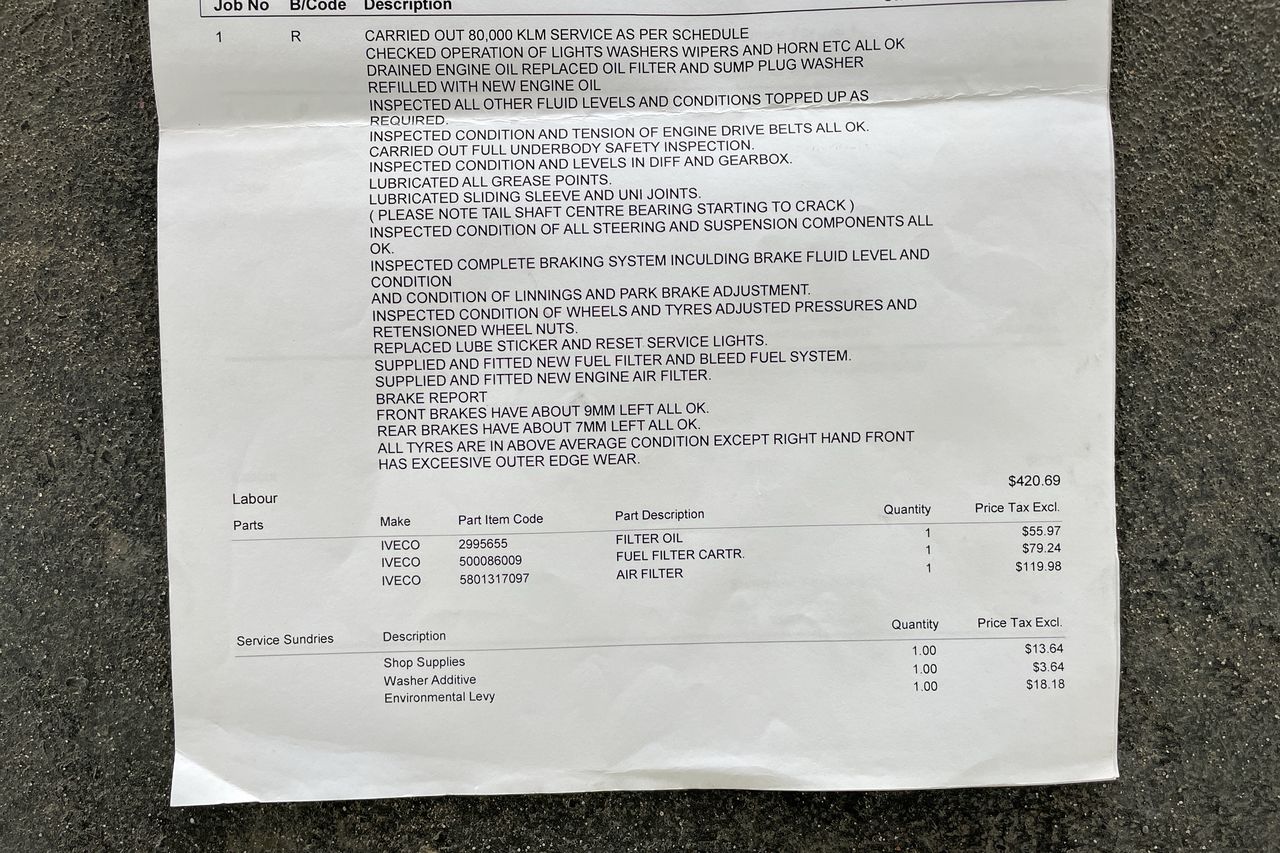 Job No B/Code Description
1 R CARRIED OUT 80,000 KLM SERVICE AS PER SCHEDULE
CHECKED OPERATION OF LIGHTS WASHERS WIPERS AND HORN ETC ALL OK
DRAINED ENGINE OIL REPLACED OIL FILTER AND SUMP PLUG WASHER
REFILLED WITH NEW ENGINE OIL
INSPECTED ALL OTHER FLUID LEVELS AND CONDITIONS TOPPED UP AS
REQUIRED.
INSPECTED CONDITION AND TENSION OF ENGINE DRIVE BELTS ALL OK.
CARRIED OUT FULL UNDERBODY SAFETY INSPECTION.
INSPECTED CONDITION AND LEVELS IN DIFF AND GEARBOX.
LUBRICATED ALL GREASE POINTS.
LUBRICATED SLIDING SLEEVE AND UNI JOINTS.
( PLEASE NOTE TAIL SHAFT CENTRE BEARING STARTING TO CRACK )
INSPECTED CONDITION OF ALL STEERING AND SUSPENSION COMPONENTS ALL
OK.
INSPECTED COMPLETE BRAKING SYSTEM INCULDING BRAKE FLUID LEVEL AND
CONDITION
AND CONDITION OF LINNINGS AND PARK BRAKE ADJUSTMENT.
INSPECTED CONDITION OF WHEELS AND TYRES ADJUSTED PRESSURES AND
RETENSIONED WHEEL NUTS.
REPLACED LUBE STICKER AND RESET SERVICE LIGHTS.
SUPPLIED AND FITTED NEW FUEL FILTER AND BLEED FUEL SYSTEM.
SUPPLIED AND FITTED NEW ENGINE AIR FILTER.
BRAKE REPORT
FRONT BRAKES HAVE ABOUT 9MM LEFT ALL OK.
REAR BRAKES HAVE ABOUT 7MM LEFT ALL OK.
ALL TYRES ARE IN ABOVE AVERAGE CONDITION EXCEPT RIGHT HAND FRONT
HAS EXCEESIVE OUTER EDGE WEAR.
Labour $420.69
Parts Make Part Item Code Part Description Quantity Price Tax Excl.
IVECO 2995655 FILTER OIL 1 $55.97
IVECO 500086009 FUEL FILTER CARTR. 1 $79.24
IVECO 5801317097 AIR FILTER 1 $119.98
Service Sundries Description Quantity Price Tax Excl.
Shop Supplies 1.00 $13.64
Washer Additive 1.00 $3.64
Environmental Levy 1.00 $18.18